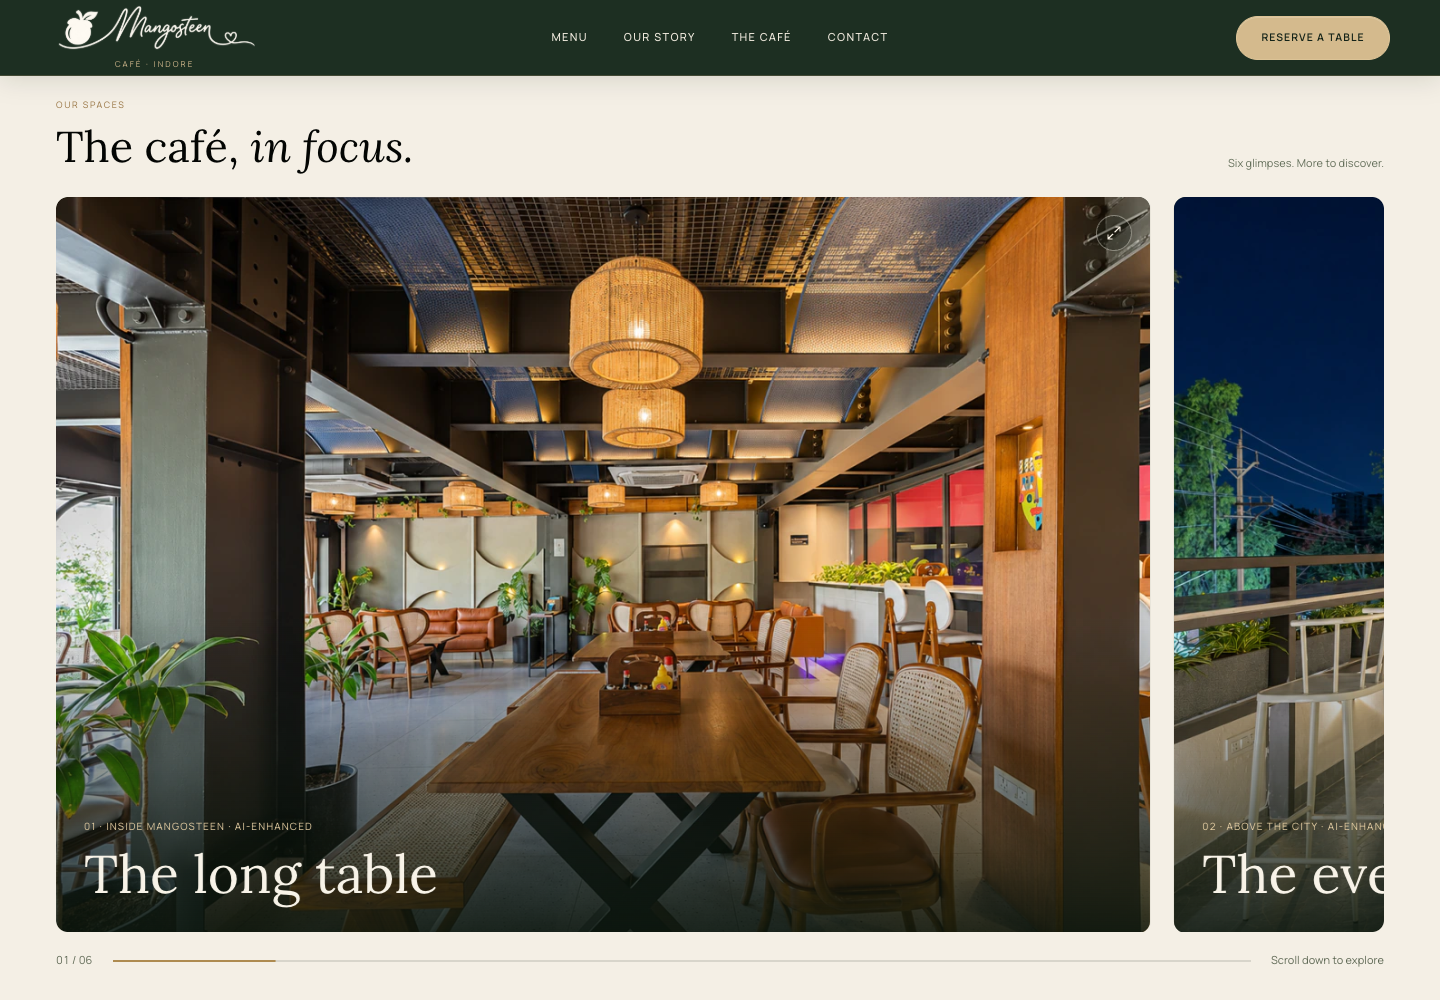 Mangosteen
CAFÉ · INDORE
MENU
OUR STORY
THE CAFÉ
CONTACT
RESERVE A TABLE
OUR SPACES
The café, in focus.
Six glimpses. More to discover.
01 · INSIDE MANGOSTEEN · AI-ENHANCED
The long table
02 · ABOVE THE CITY · AI-ENHANC
The eve
01 / 06
Scroll down to explore